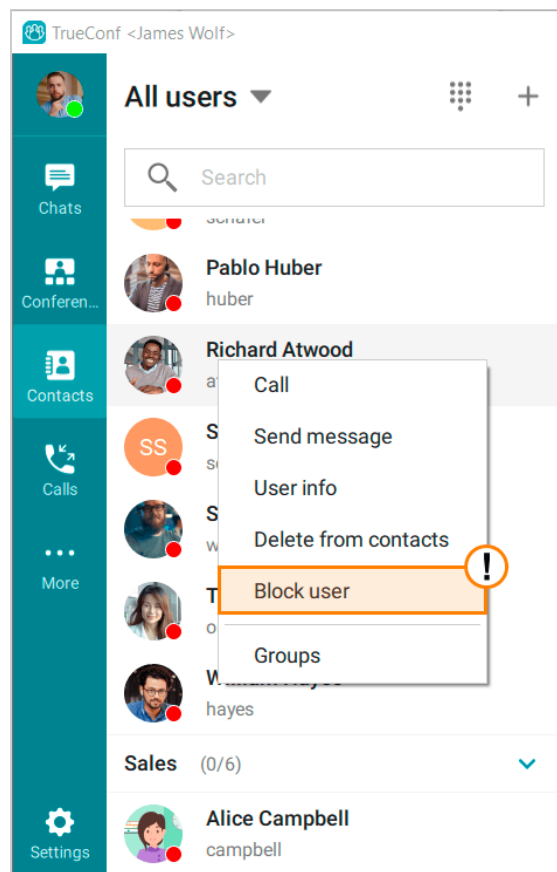 TrueConf <James Wolf>
All users
Search
Chats
Pablo Huber
huber
Conferen...
Richard Atwood
Contacts
Call
SS
Send message
Calls
User info
Delete from contacts
!
More
Block user
Groups
hayes
Sales (0/6)
Alice Campbell
campbell
Settings